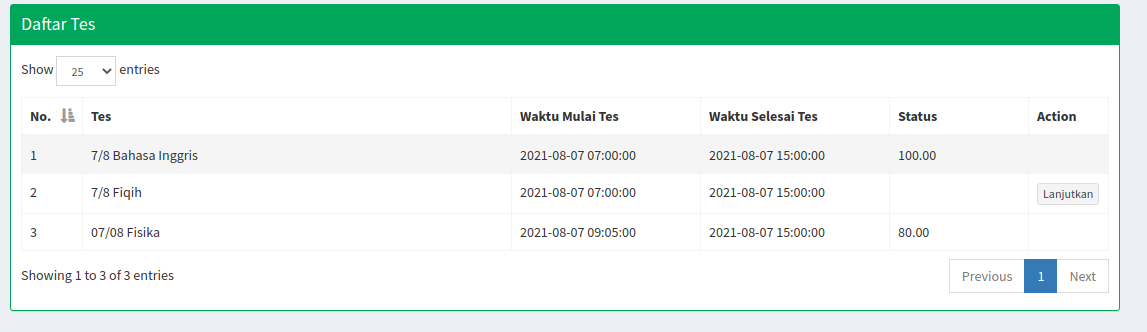 Daftar Tes
Show 25 entries
No. Tes Waktu Mulai Tes Waktu Selesai Tes Status Action
1 7/8 Bahasa Inggris 2021-08-07 07:00:00 2021-08-07 15:00:00 100.00
2 7/8 Fiqih 2021-08-07 07:00:00 2021-08-07 15:00:00 Lanjutkan
3 07/08 Fisika 2021-08-07 09:05:00 2021-08-07 15:00:00 80.00
Showing 1 to 3 of 3 entries Previous 1 Next